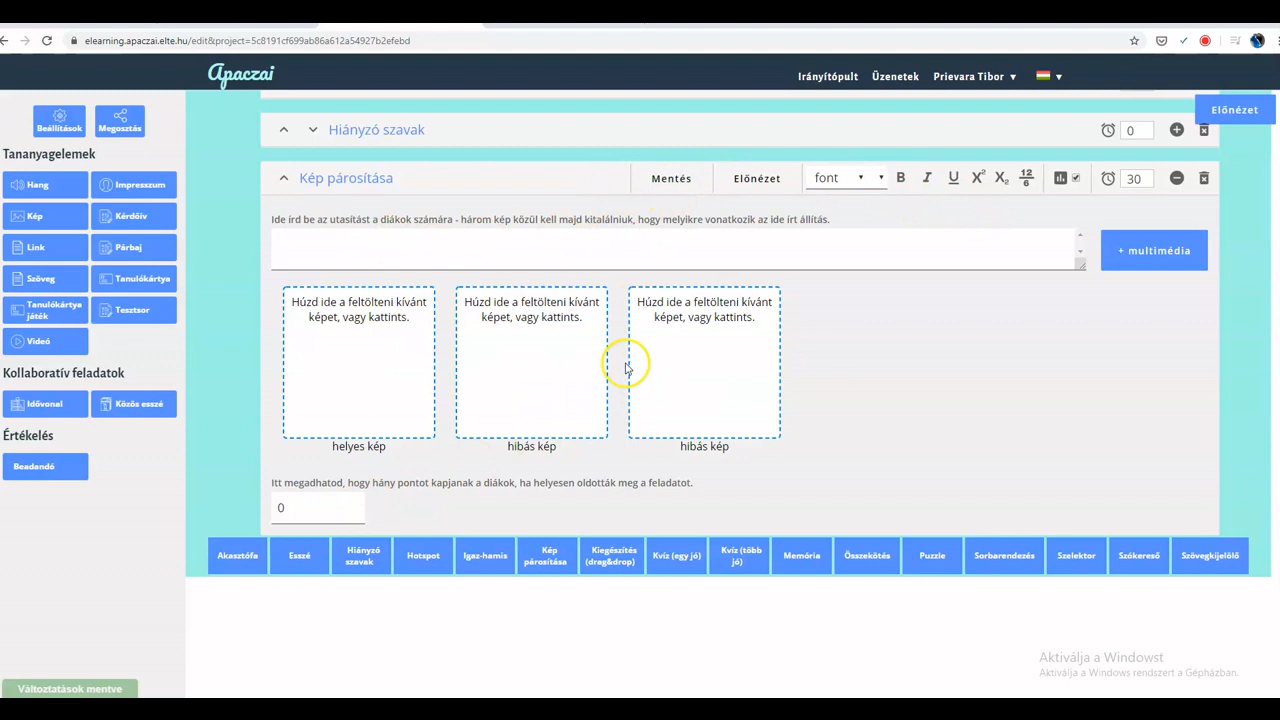 elearning.apaczai.elte.hu/edit&project=5c8191cf699ab86a612a54927b2efebd
Apaczai
Irányítópult
Üzenetek
Prievara Tibor
Beállítások
Megosztás
Előnézet
Tananyagelemek
Hang
Impresszum
Kép
Kérdőív
Link
Párbaj
Szöveg
Tanulókártya
Tanulókártya
játék
Tesztsor
Videó
Kollaboratív feladatok
Idővonal
Közös esszé
Értékelés
Beadandó
Változtatások mentve
Hiányzó szavak
0
Kép párosítása
Mentés
Előnézet
font
B
I
U
X²
X₂
12
6
30
Ide írd be az utasítást a diákok számára - három kép közül kell majd kitalálniuk, hogy melyikre vonatkozik az ide írt állítás.
+ multimédia
Húzd ide a feltölteni kívánt
képet, vagy kattints.
helyes kép
Húzd ide a feltölteni kívánt
képet, vagy kattints.
hibás kép
Húzd ide a feltölteni kívánt
képet, vagy kattints.
hibás kép
Itt megadhatod, hogy hány pontot kapjanak a diákok, ha helyesen oldották meg a feladatot.
0
Akasztófa
Esszé
Hiányzó
szavak
Hotspot
Igaz-hamis
Kép
párosítása
Kiegészítés
(drag&drop)
Kvíz (egy jó)
Kvíz (több
jó)
Memória
Összekötés
Puzzle
Sorbarendezés
Szelektor
Szókereső
Szövegkijelölő
Aktiválja a Windowst
Aktiválja a Windows rendszert a Gépházban.